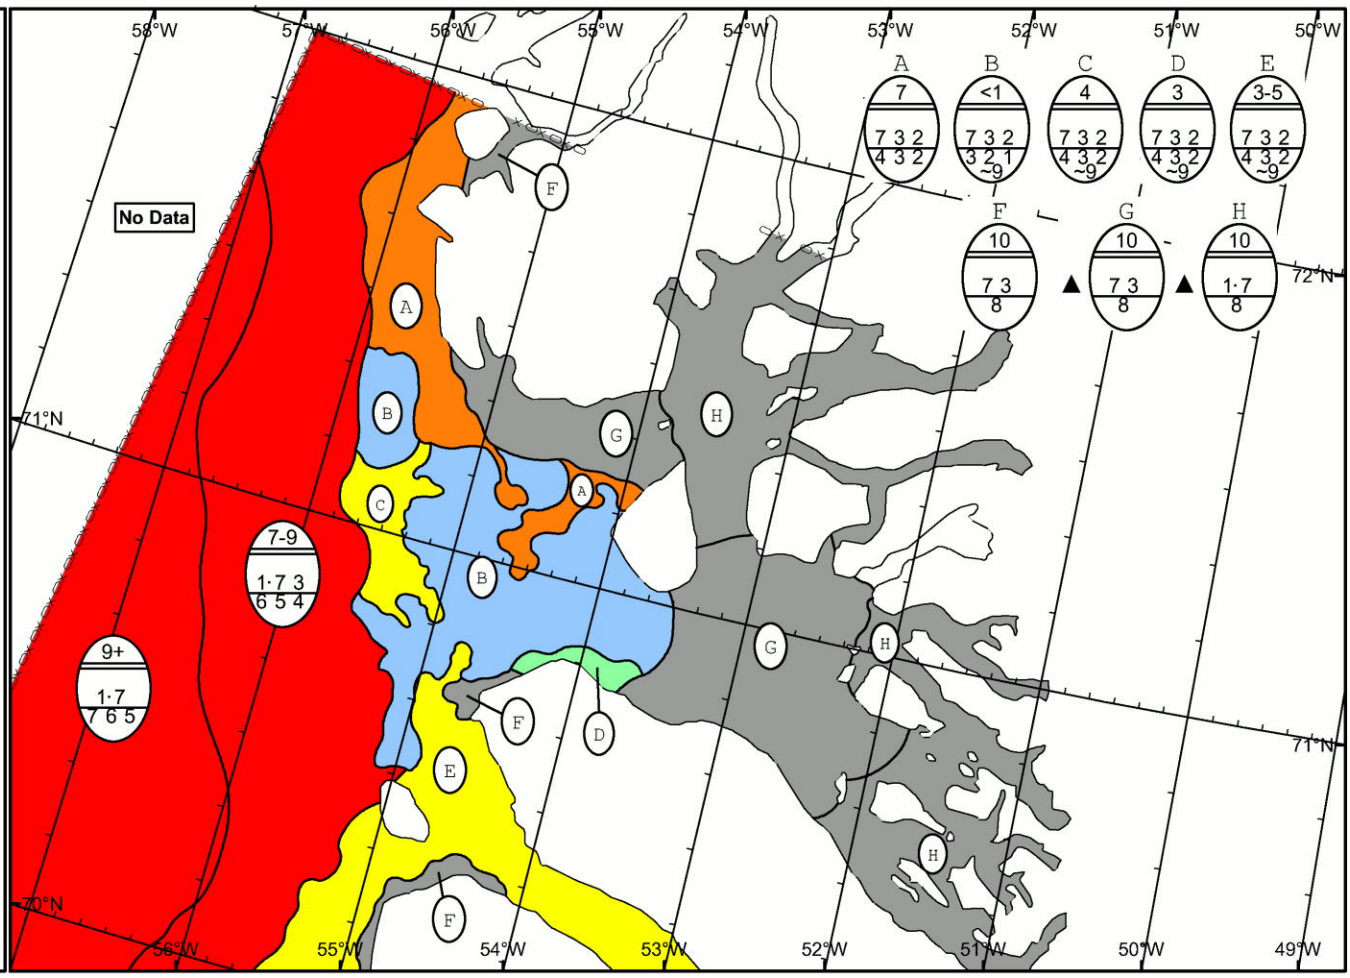 58°W 57°W 56°W 55°W 54°W 53°W 52°W 51°W 50°W
A B C D E
7 <1 4 3 3-5
7 3 2 7 3 2 7 3 2 7 3 2 7 3 2
4 3 2 3 2 1 4 3 2 4 3 2 4 3 2
~9 ~9 ~9 ~9
F
No Data
F G H
10 10 10
72°N
7 3 7 3 1·7
8 8 8
A
B
H
71°N
G
A
C
7-9
1·7 3
6 5 4
B
9+
1·7
7 6 5
G
H
F
D
71°N
E
H
70°N
F
56°W 55°W 54°W 53°W 52°W 51°W 50°W 49°W